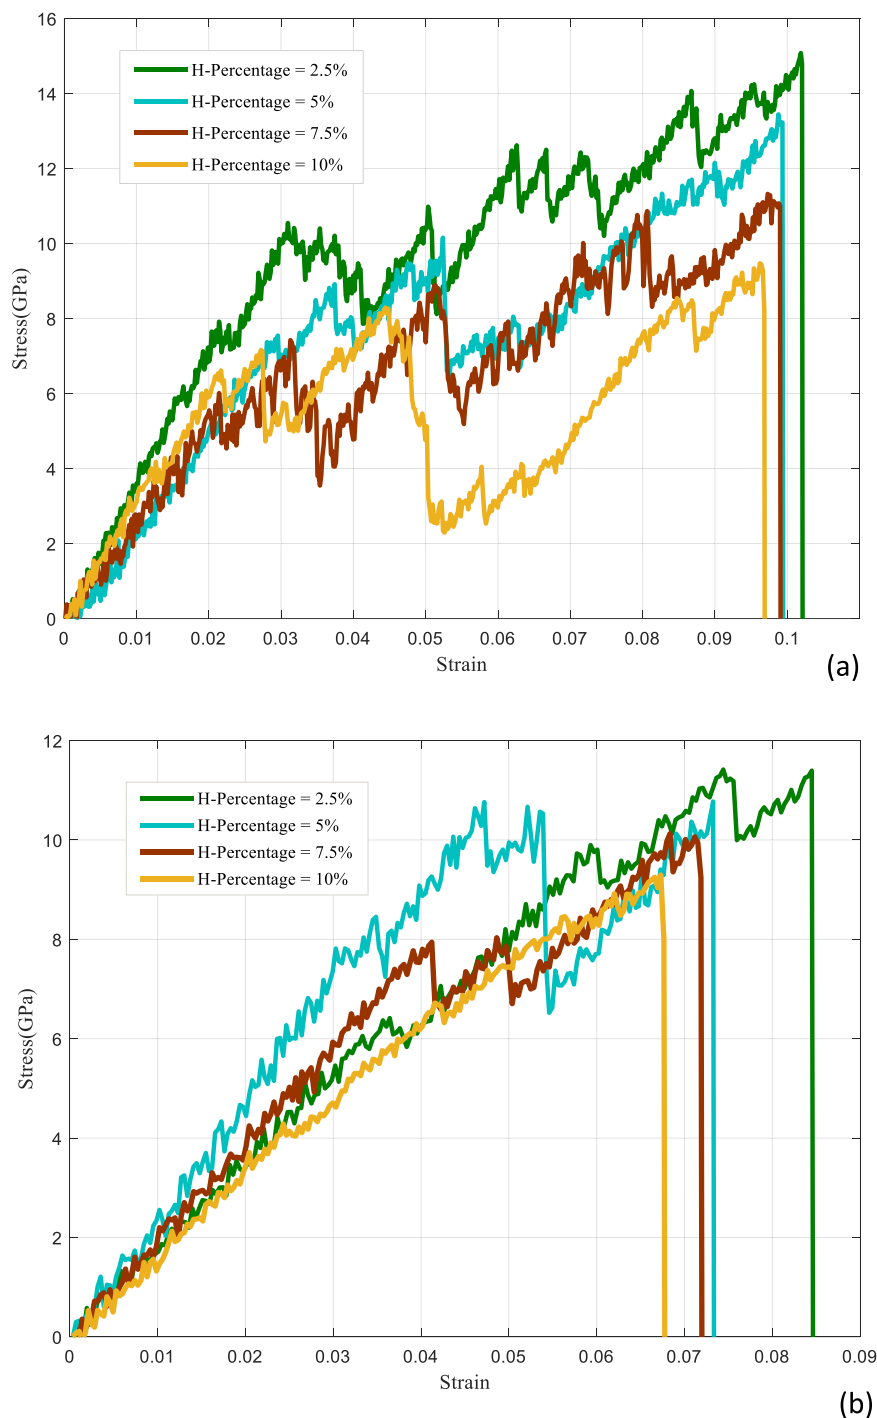 16
14
12
10
8
6
4
2
0
Stress(GPa)
H-Percentage = 2.5%
H-Percentage = 5%
H-Percentage = 7.5%
H-Percentage = 10%
0 0.01 0.02 0.03 0.04 0.05 0.06 0.07 0.08 0.09 0.1
Strain
(a)
12
10
8
6
4
2
0
Stress(GPa)
H-Percentage = 2.5%
H-Percentage = 5%
H-Percentage = 7.5%
H-Percentage = 10%
0 0.01 0.02 0.03 0.04 0.05 0.06 0.07 0.08 0.09
Strain
(b)